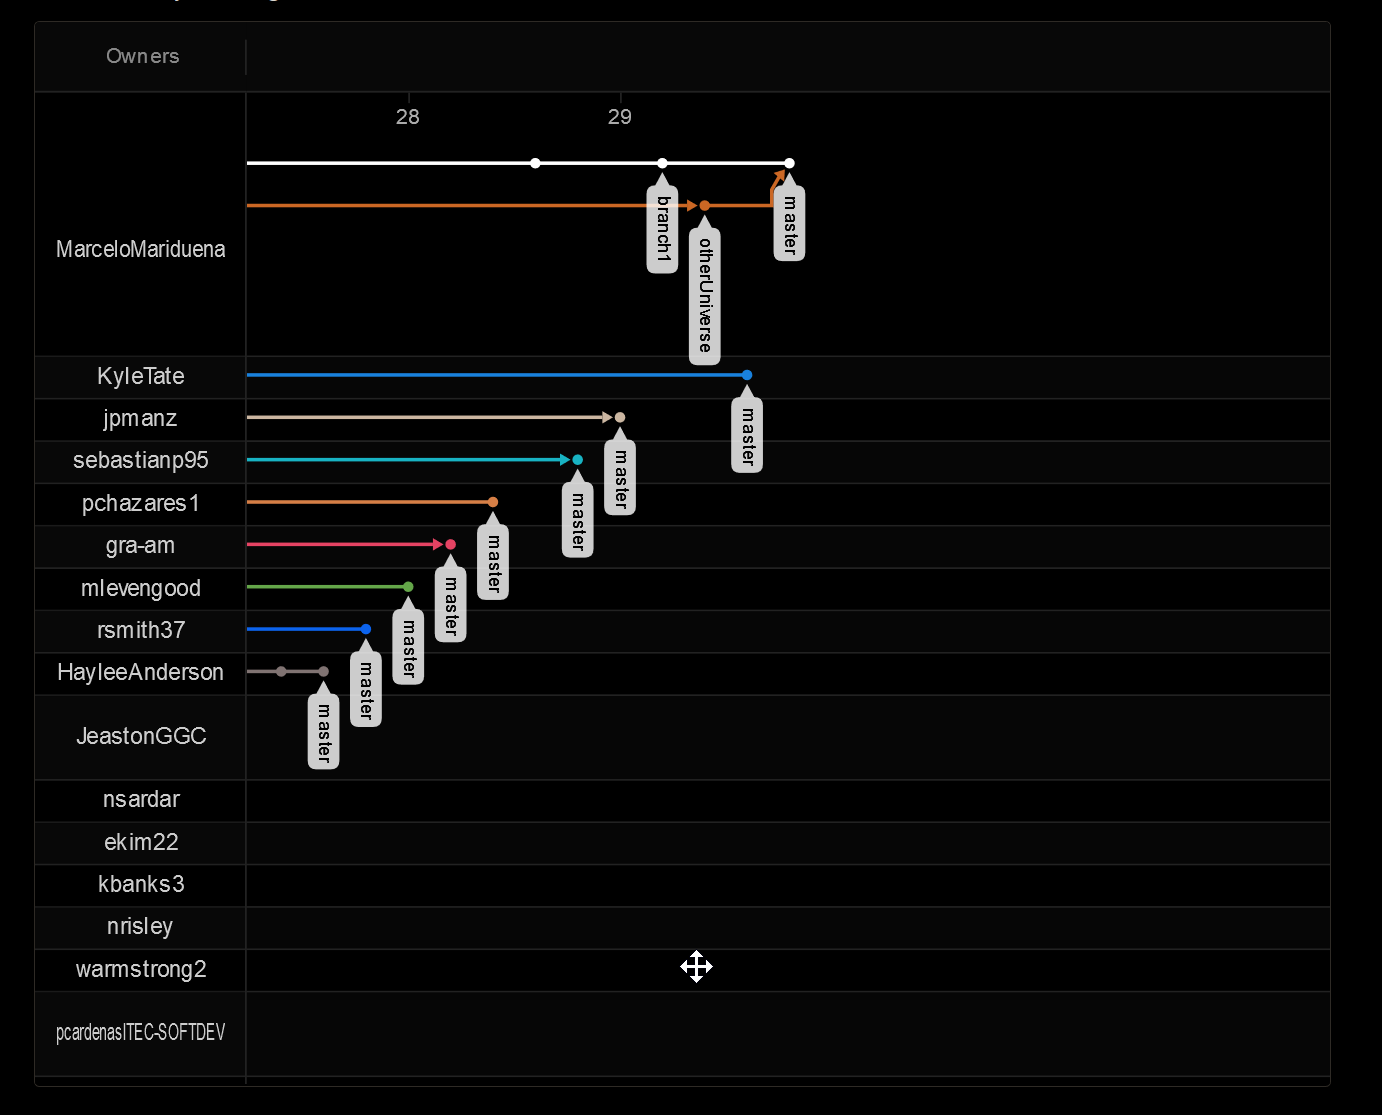 Owners
28 29
MarceloMariduena
branch1
otherUniverse
master
KyleTate
master
jpmanz
master
sebastianp95
master
pchazares1
master
gra-am
master
mlevengood
master
rsmith37
master
HayleeAnderson
master
JeastonGGC
nsardar
ekim22
kbanks3
nrisley
warmstrong2
pcardenasITEC-SOFTDEV